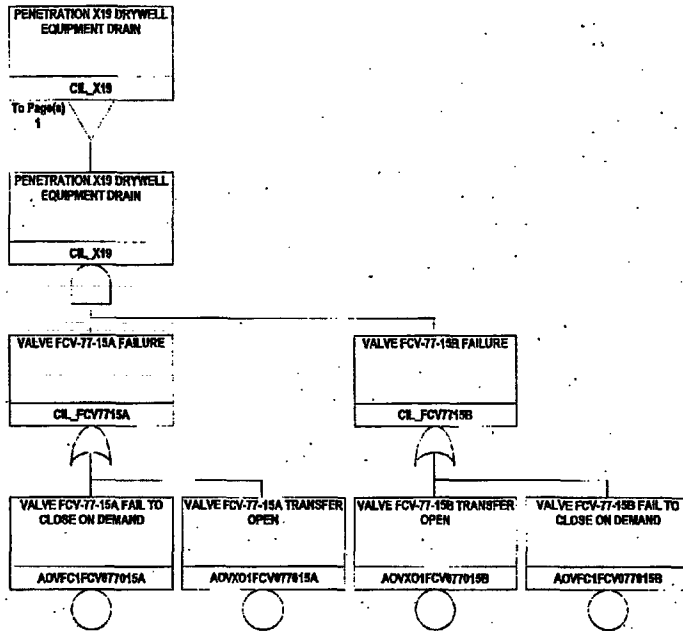 PENETRATION X19 DRYWELL
EQUIPMENT DRAIN
CIL_X19
To Page(s)
1
PENETRATION X19 DRYWELL
EQUIPMENT DRAIN
CIL_X19
VALVE FCV-77-15A FAILURE
CIL_FCV7715A
VALVE FCV-77-15B FAILURE
CIL_FCV7715B
VALVE FCV-77-15A FAIL TO
CLOSE ON DEMAND
AOVFC1FCV077015A
VALVE FCV-77-15A TRANSFER
OPEN
AOVXO1FCV077015A
VALVE FCV-77-15B TRANSFER
OPEN
AOVXO1FCV077015B
VALVE FCV-77-15B FAIL TO
CLOSE ON DEMAND
AOVFC1FCV077015B